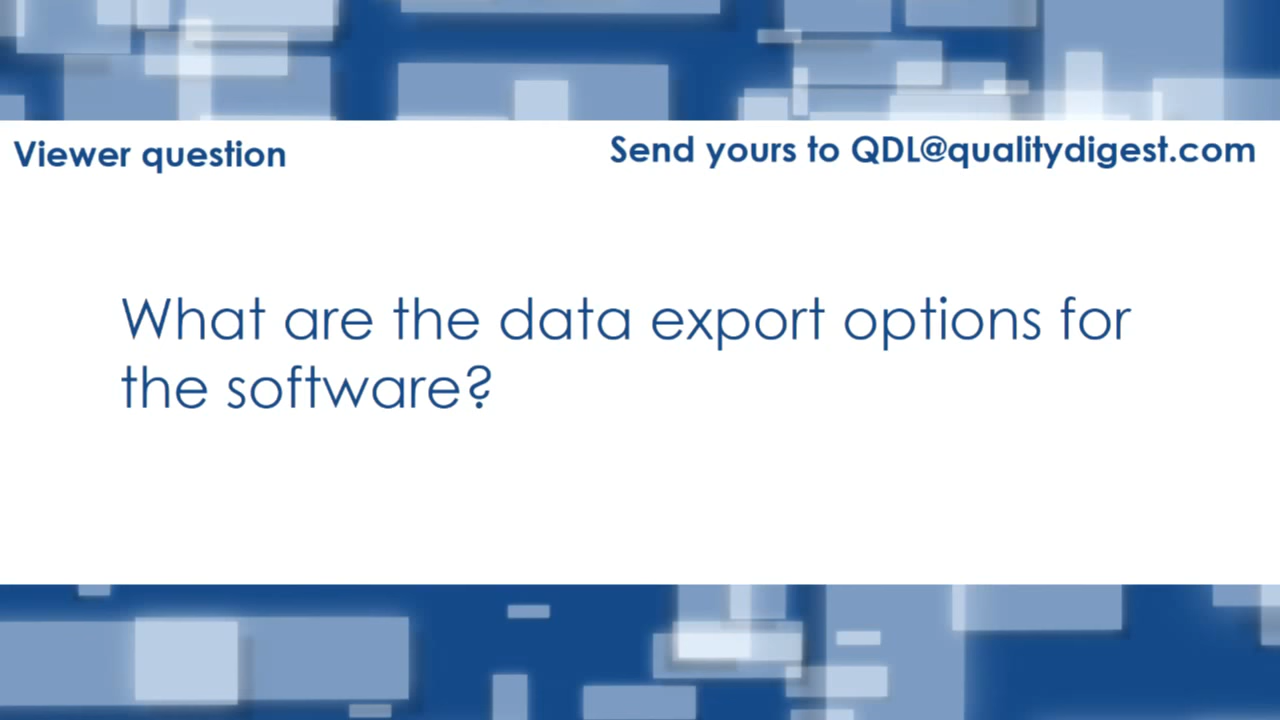 Viewer question
Send yours to QDL@qualitydigest.com
What are the data export options for
the software?